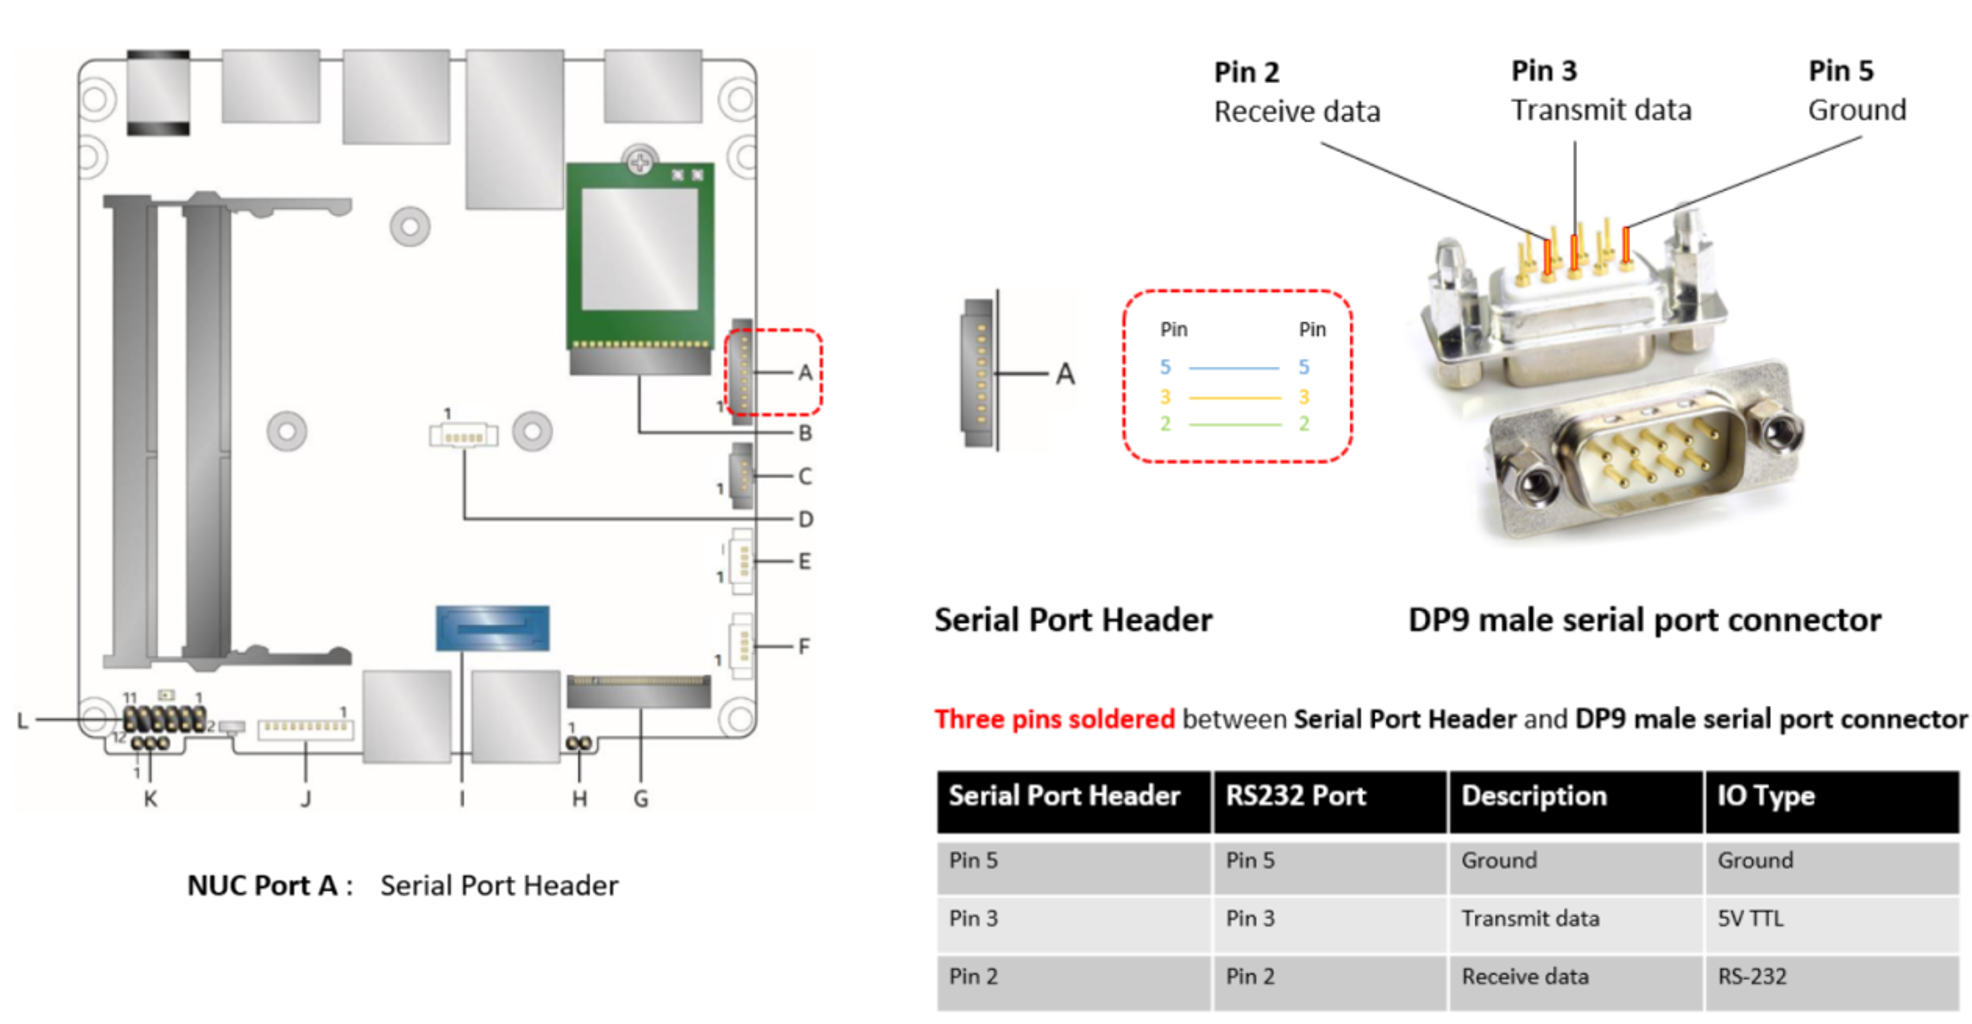 A
1
B
1
C
1
D
1
E
1
F
L
11
1
12
2
1
K
1
J
I
1
H
G
NUC Port A : Serial Port Header
Pin 2
Receive data
Pin 3
Transmit data
Pin 5
Ground
A
Pin Pin
5 5
3 3
2 2
Serial Port Header
DP9 male serial port connector
Three pins soldered between Serial Port Header and DP9 male serial port connector
Serial Port Header RS232 Port Description IO Type
Pin 5 Pin 5 Ground Ground
Pin 3 Pin 3 Transmit data 5V TTL
Pin 2 Pin 2 Receive data RS-232